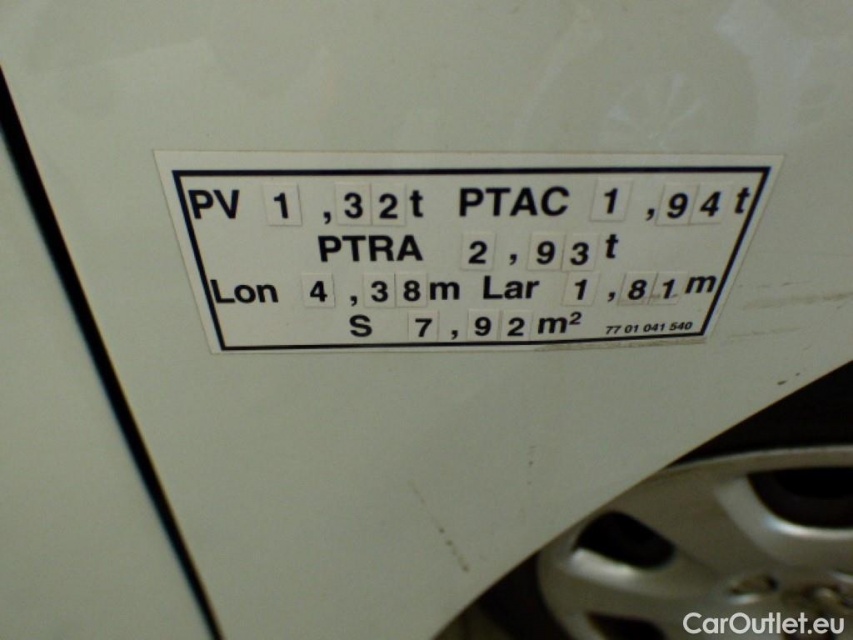 PV 1,32t PTAC 1,94t
PTRA 2,93t
Lon 4,38m Lar 1,81m
S 7,92m² 77 01 041 540
CarOutlet.eu